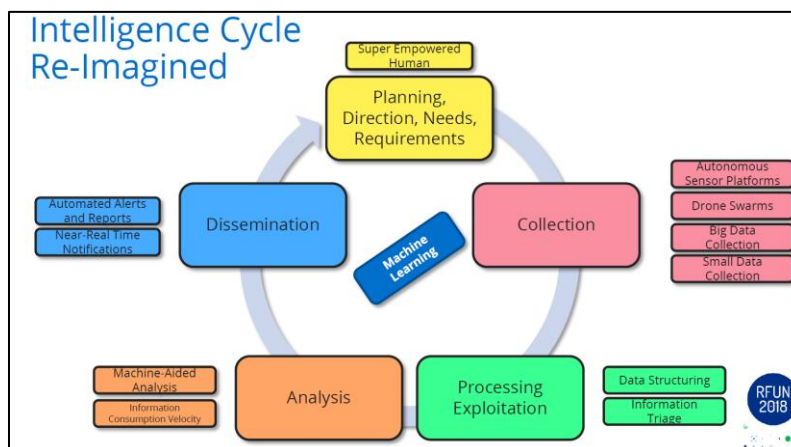 Intelligence Cycle
Re-Imagined
Super Empowered
Human
Planning,
Direction, Needs,
Requirements
Autonomous
Sensor Platforms
Drone Swarms
Big Data
Collection
Small Data
Collection
Collection
Automated Alerts
and Reports
Near-Real Time
Notifications
Dissemination
Machine
Learning
Machine-Aided
Analysis
Information
Consumption Velocity
Analysis
Processing
Exploitation
Data Structuring
Information
Triage
RFUN
2018